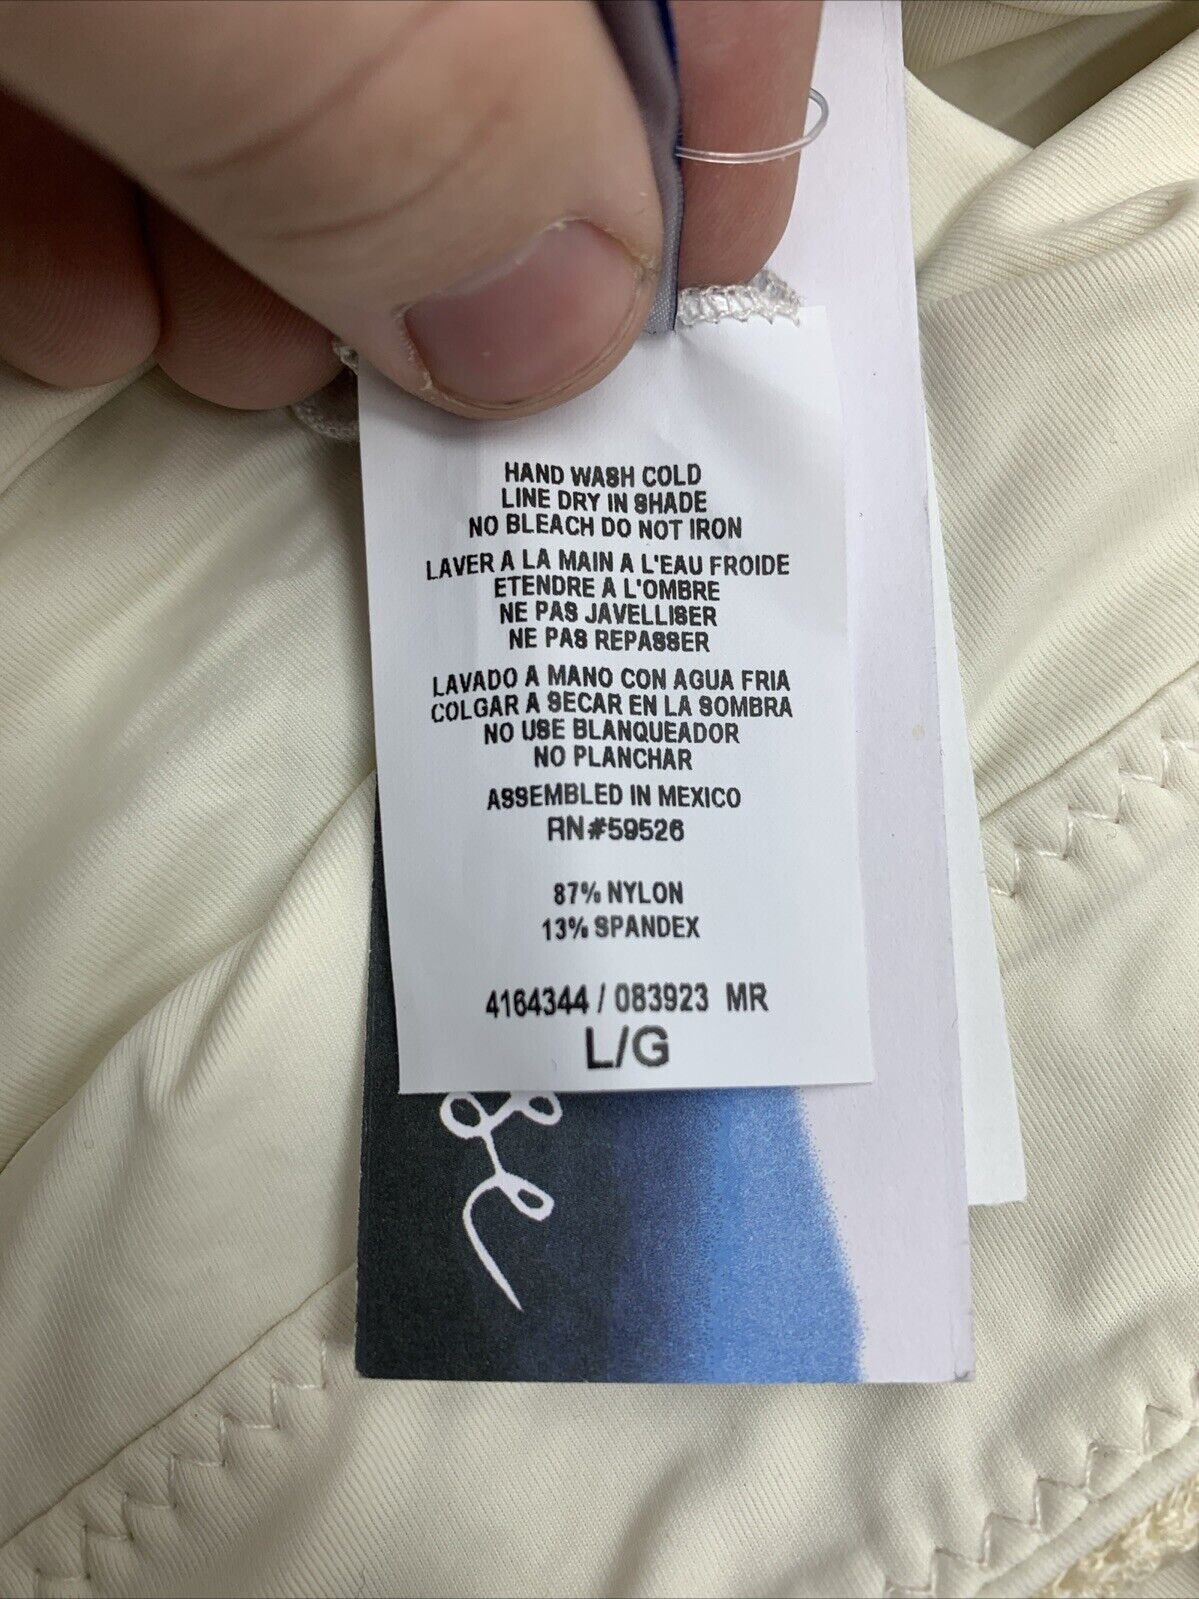 HAND WASH COLD
LINE DRY IN SHADE
NO BLEACH DO NOT IRON
LAVER A LA MAIN A L'EAU FROIDE
ETENDRE A L'OMBRE
NE PAS JAVELLISER
NE PAS REPASSER
LAVADO A MANO CON AGUA FRIA
COLGAR A SECAR EN LA SOMBRA
NO USE BLANQUEADOR
NO PLANCHAR
ASSEMBLED IN MEXICO
RN#59526
87% NYLON
13% SPANDEX
4164344 / 083923 MR
L/G